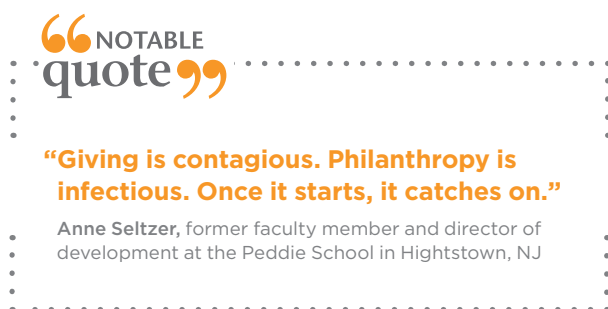 “NOTABLE
quote”
“Giving is contagious. Philanthropy is
infectious. Once it starts, it catches on.”
Anne Seltzer, former faculty member and director of
development at the Peddie School in Hightstown, NJ